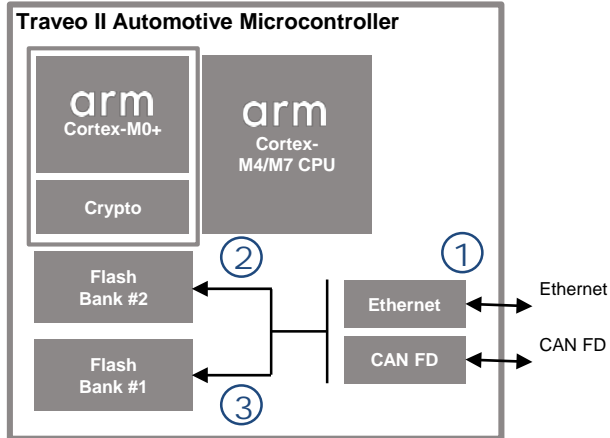 Traveo II Automotive Microcontroller
arm
Cortex-M0+
arm
Cortex-
M4/M7 CPU
Crypto
2
1
Flash
Bank #2
Ethernet
Ethernet
CAN FD
CAN FD
Flash
Bank #1
3